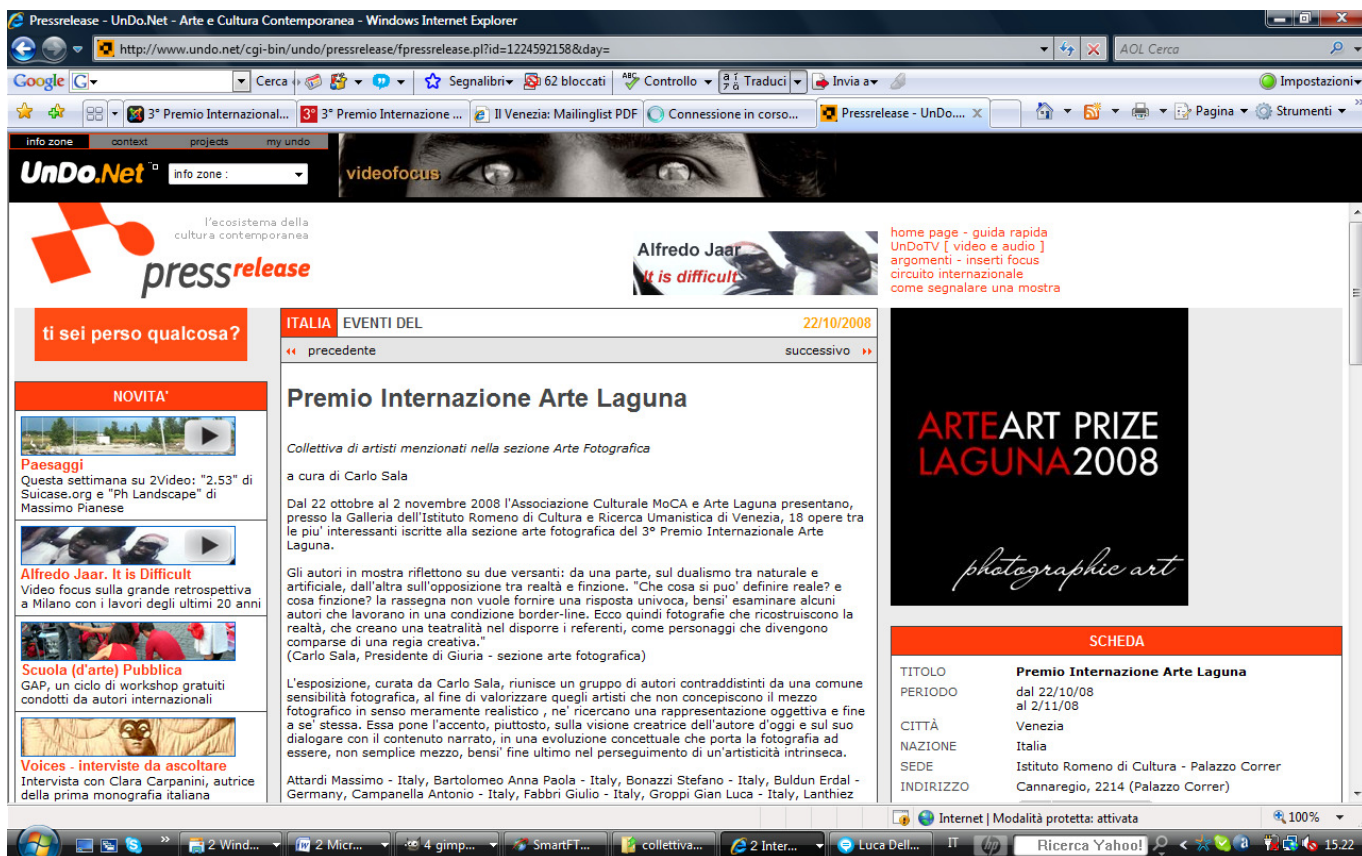 Pressrelease - UnDo.Net - Arte e Cultura Contemporanea - Windows Internet Explorer
http://www.undo.net/cgi-bin/undo/pressrelease/fpressrelease.pl?id=1224592158&day=
AOL Cerca
Google G Cerca Segnalibri 62 bloccati ABC Controllo Traduci Invia a Impostazioni
3° Premio Internazional... 3° Premio Internazione ... Il Venezia: Mailinglist PDF Connessione in corso... Pressrelease - UnDo.... Pagina Strumenti
info zone context projects my undo
UnDo.Net info zone : videofocus
l'ecosistema della
cultura contemporanea
pressrelease
Alfredo Jaar
It is difficult
home page - guida rapida
UnDoTV [ video e audio ]
argomenti - inserti focus
circuito internazionale
come segnalare una mostra
ti sei perso qualcosa?
NOVITA'
Paesaggi
Questa settimana su 2Video: "2.53" di
Suicase.org e "Ph Landscape" di
Massimo Pianese
Alfredo Jaar. It is Difficult
Video focus sulla grande retrospettiva
a Milano con i lavori degli ultimi 20 anni
Scuola (d'arte) Pubblica
GAP, un ciclo di workshop gratuiti
condotti da autori internazionali
Voices - interviste da ascoltare
Intervista con Clara Carpanini, autrice
della prima monografia italiana
ITALIA EVENTI DEL 22/10/2008
precedente successivo
Premio Internazione Arte Laguna
Collettiva di artisti menzionati nella sezione Arte Fotografica
a cura di Carlo Sala
Dal 22 ottobre al 2 novembre 2008 l'Associazione Culturale MoCA e Arte Laguna presentano,
presso la Galleria dell'Istituto Romeno di Cultura e Ricerca Umanistica di Venezia, 18 opere tra
le piu' interessanti iscritte alla sezione arte fotografica del 3° Premio Internazionale Arte
Laguna.
Gli autori in mostra riflettono su due versanti: da una parte, sul dualismo tra naturale e
artificiale, dall'altra sull'opposizione tra realtà e finzione. "Che cosa si puo' definire reale? e
cosa finzione? la rassegna non vuole fornire una risposta univoca, bensi' esaminare alcuni
autori che lavorano in una condizione border-line. Ecco quindi fotografie che ricostruiscono la
realtà, che creano una teatralità nel disporre i referenti, come personaggi che divengono
comparse di una regia creativa."
(Carlo Sala, Presidente di Giuria - sezione arte fotografica)
L'esposizione, curata da Carlo Sala, riunisce un gruppo di autori contraddistinti da una comune
sensibilità fotografica, al fine di valorizzare quegli artisti che non concepiscono il mezzo
fotografico in senso meramente realistico , ne' ricercano una rappresentazione oggettiva e fine
a se' stessa. Essa pone l'accento, piuttosto, sulla visione creatrice dell'autore d'oggi e sul suo
dialogare con il contenuto narrato, in una evoluzione concettuale che porta la fotografia ad
essere, non semplice mezzo, bensi' fine ultimo nel perseguimento di un'artisticità intrinseca.
Attardi Massimo - Italy, Bartolomeo Anna Paola - Italy, Bonazzi Stefano - Italy, Buldun Erdal -
Germany, Campanella Antonio - Italy, Fabbri Giulio - Italy, Groppi Gian Luca - Italy, Lanthiez
ARTEART PRIZE
LAGUNA2008
photographic art
SCHEDA
TITOLO Premio Internazione Arte Laguna
PERIODO dal 22/10/08
al 2/11/08
CITTÀ Venezia
NAZIONE Italia
SEDE Istituto Romeno di Cultura - Palazzo Correr
INDIRIZZO Cannaregio, 2214 (Palazzo Correr)
Internet | Modalità protetta: attivata 100%
2 Wind... 2 Micr... 4 gimp... SmartFT... collettiva... 2 Inter... Luca Dell... IT hp Ricerca Yahoo! 15.22